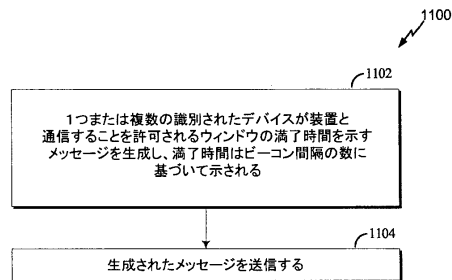 1100
1102
1つまたは複数の識別されたデバイスが装置と
通信することを許可されるウィンドウの満了時間を示す
メッセージを生成し、満了時間はビーコン間隔の数に
基づいて示される
1104
生成されたメッセージを送信する